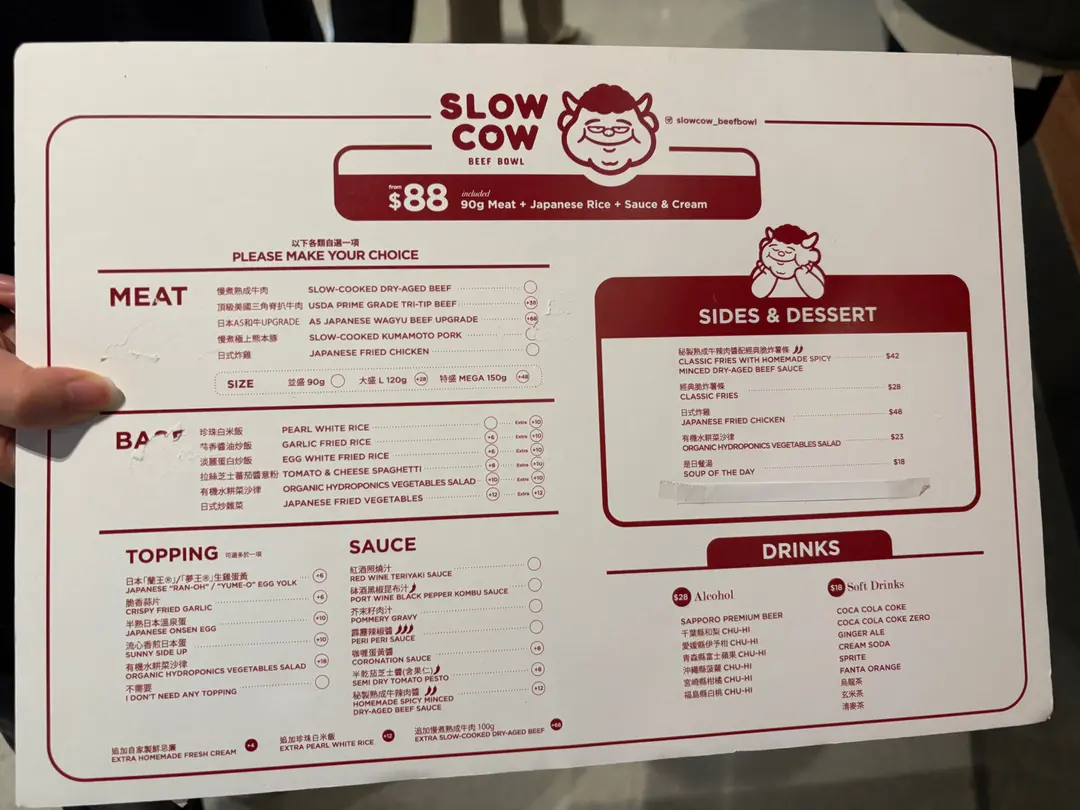 SLOW
COW
BEEF BOWL
slowcow_beefbowl
from
$88
included
90g Meat + Japanese Rice + Sauce & Cream
以下各類自選一項
PLEASE MAKE YOUR CHOICE
MEAT
慢煮熟成牛肉 SLOW-COOKED DRY-AGED BEEF
頂級美國三角脊扒牛肉 USDA PRIME GRADE TRI-TIP BEEF +38
日本A5和牛UPGRADE A5 JAPANESE WAGYU BEEF UPGRADE +68
慢煮極上熊本豚 SLOW-COOKED KUMAMOTO PORK
日式炸雞 JAPANESE FRIED CHICKEN
SIZE 並盛 90g 大盛 L 120g +28 特盛 MEGA 150g +48
珍珠白米飯 PEARL WHITE RICE Extra +10
蒜香醬油炒飯 GARLIC FRIED RICE +6 Extra +10
淡麗蛋白炒飯 EGG WHITE FRIED RICE +6 Extra +10
拉絲芝士蕃茄醬意粉 TOMATO & CHEESE SPAGHETTI +8 Extra +10
有機水耕菜沙律 ORGANIC HYDROPONICS VEGETABLES SALAD +10 Extra +10
日式炒雜菜 JAPANESE FRIED VEGETABLES +12 Extra +12
TOPPING 可選多於一項
日本「蘭王®」/「夢王®」生雞蛋黃
JAPANESE "RAN-OH" / "YUME-O" EGG YOLK +6
脆香蒜片
CRISPY FRIED GARLIC +6
半熟日本溫泉蛋
JAPANESE ONSEN EGG +10
流心香煎日本蛋
SUNNY SIDE UP +10
有機水耕菜沙律
ORGANIC HYDROPONICS VEGETABLES SALAD +18
不需要
I DON'T NEED ANY TOPPING
SAUCE
紅酒照燒汁
RED WINE TERIYAKI SAUCE
砵酒黑椒昆布汁
PORT WINE BLACK PEPPER KOMBU SAUCE
芥末籽肉汁
POMMERY GRAVY
霹靂辣椒醬
PERI PERI SAUCE
咖喱蛋黃醬
CORONATION SAUCE +6
半乾茄芝士醬(含果仁)
SEMI DRY TOMATO PESTO +6
秘製熟成牛辣肉醬
HOMEMADE SPICY MINCED
DRY-AGED BEEF SAUCE +12
追加自家製鮮忌廉
EXTRA HOMEMADE FRESH CREAM +4
追加珍珠白米飯
EXTRA PEARL WHITE RICE +12
追加慢煮熟成牛肉 100g
EXTRA SLOW-COOKED DRY-AGED BEEF +68
SIDES & DESSERT
秘製熟成牛辣肉醬配經典脆炸薯條
CLASSIC FRIES WITH HOMEMADE SPICY $42
MINCED DRY-AGED BEEF SAUCE
經典脆炸薯條
CLASSIC FRIES $28
日式炸雞
JAPANESE FRIED CHICKEN $48
有機水耕菜沙律
ORGANIC HYDROPONICS VEGETABLES SALAD $23
是日餐湯
SOUP OF THE DAY $18
DRINKS
$28 Alcohol
SAPPORO PREMIUM BEER
千葉縣和梨 CHU-HI
愛媛縣伊予柑 CHU-HI
青森縣富士蘋果 CHU-HI
沖繩縣菠蘿 CHU-HI
宮崎縣柑橘 CHU-HI
福島縣白桃 CHU-HI
$18 Soft Drinks
COCA COLA COKE
COCA COLA COKE ZERO
GINGER ALE
CREAM SODA
SPRITE
FANTA ORANGE
烏龍茶
玄米茶
清麥茶